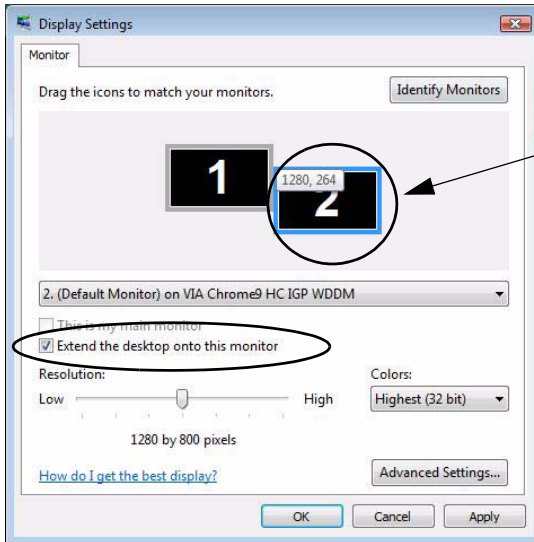 Display Settings
Monitor
Drag the icons to match your monitors.
Identify Monitors
1
1280, 264
2
2. (Default Monitor) on VIA Chrome9 HC IGP WDDM
This is my main monitor
Extend the desktop onto this monitor
Resolution:
Colors:
Low
High
Highest (32 bit)
1280 by 800 pixels
How do I get the best display?
Advanced Settings...
OK
Cancel
Apply